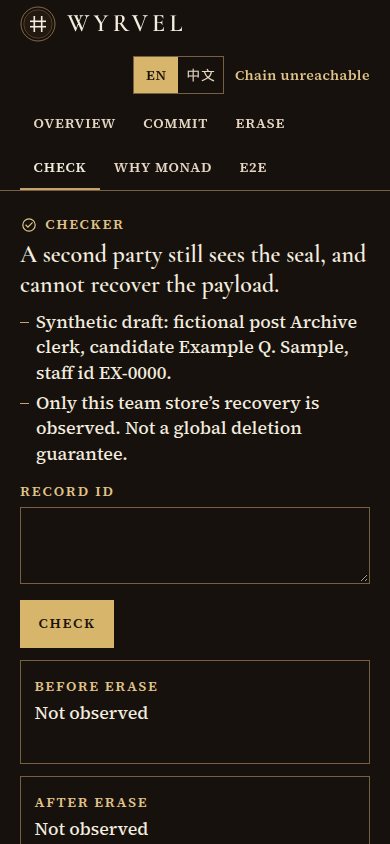 WYRVEL
EN 中文 Chain unreachable
OVERVIEW COMMIT ERASE
CHECK WHY MONAD E2E
CHECKER
A second party still sees the seal, and
cannot recover the payload.
– Synthetic draft: fictional post Archive
clerk, candidate Example Q. Sample,
staff id EX-0000.
– Only this team store’s recovery is
observed. Not a global deletion
guarantee.
RECORD ID
CHECK
BEFORE ERASE
Not observed
AFTER ERASE
Not observed